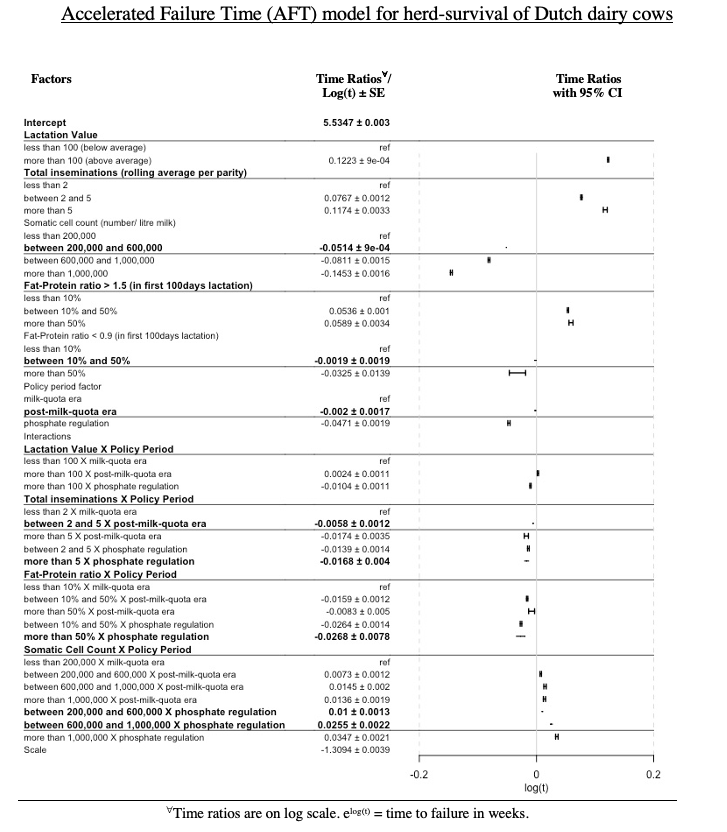 Accelerated Failure Time (AFT) model for herd-survival of Dutch dairy cows
Factors Time Ratios∀/ Time Ratios
Log(t) ± SE with 95% CI
Intercept 5.5347 ± 0.003
Lactation Value
less than 100 (below average) ref
more than 100 (above average) 0.1223 ± 9e-04
Total inseminations (rolling average per parity)
less than 2 ref
between 2 and 5 0.0767 ± 0.0012
more than 5 0.1174 ± 0.0033
Somatic cell count (number/ litre milk)
less than 200,000 ref
between 200,000 and 600,000 -0.0514 ± 9e-04
between 600,000 and 1,000,000 -0.0811 ± 0.0015
more than 1,000,000 -0.1453 ± 0.0016
Fat-Protein ratio > 1.5 (in first 100days lactation)
less than 10% ref
between 10% and 50% 0.0536 ± 0.001
more than 50% 0.0589 ± 0.0034
Fat-Protein ratio < 0.9 (in first 100days lactation)
less than 10% ref
between 10% and 50% -0.0019 ± 0.0019
more than 50% -0.0325 ± 0.0139
Policy period factor
milk-quota era ref
post-milk-quota era -0.002 ± 0.0017
phosphate regulation -0.0471 ± 0.0019
Interactions
Lactation Value X Policy Period
less than 100 X milk-quota era ref
more than 100 X post-milk-quota era 0.0024 ± 0.0011
more than 100 X phosphate regulation -0.0104 ± 0.0011
Total inseminations X Policy Period
less than 2 X milk-quota era ref
between 2 and 5 X post-milk-quota era -0.0058 ± 0.0012
more than 5 X post-milk-quota era -0.0174 ± 0.0035
between 2 and 5 X phosphate regulation -0.0139 ± 0.0014
more than 5 X phosphate regulation -0.0168 ± 0.004
Fat-Protein ratio X Policy Period
less than 10% X milk-quota era ref
between 10% and 50% X post-milk-quota era -0.0159 ± 0.0012
more than 50% X post-milk-quota era -0.0083 ± 0.005
between 10% and 50% X phosphate regulation -0.0264 ± 0.0014
more than 50% X phosphate regulation -0.0268 ± 0.0078
Somatic Cell Count X Policy Period
less than 200,000 X milk-quota era ref
between 200,000 and 600,000 X post-milk-quota era 0.0073 ± 0.0012
between 600,000 and 1,000,000 X post-milk-quota era 0.0145 ± 0.002
more than 1,000,000 X post-milk-quota era 0.0136 ± 0.0019
between 200,000 and 600,000 X phosphate regulation 0.01 ± 0.0013
between 600,000 and 1,000,000 X phosphate regulation 0.0255 ± 0.0022
more than 1,000,000 X phosphate regulation 0.0347 ± 0.0021
Scale -1.3094 ± 0.0039
-0.2 0 0.2
log(t)
∀Time ratios are on log scale. e^log(t) = time to failure in weeks.